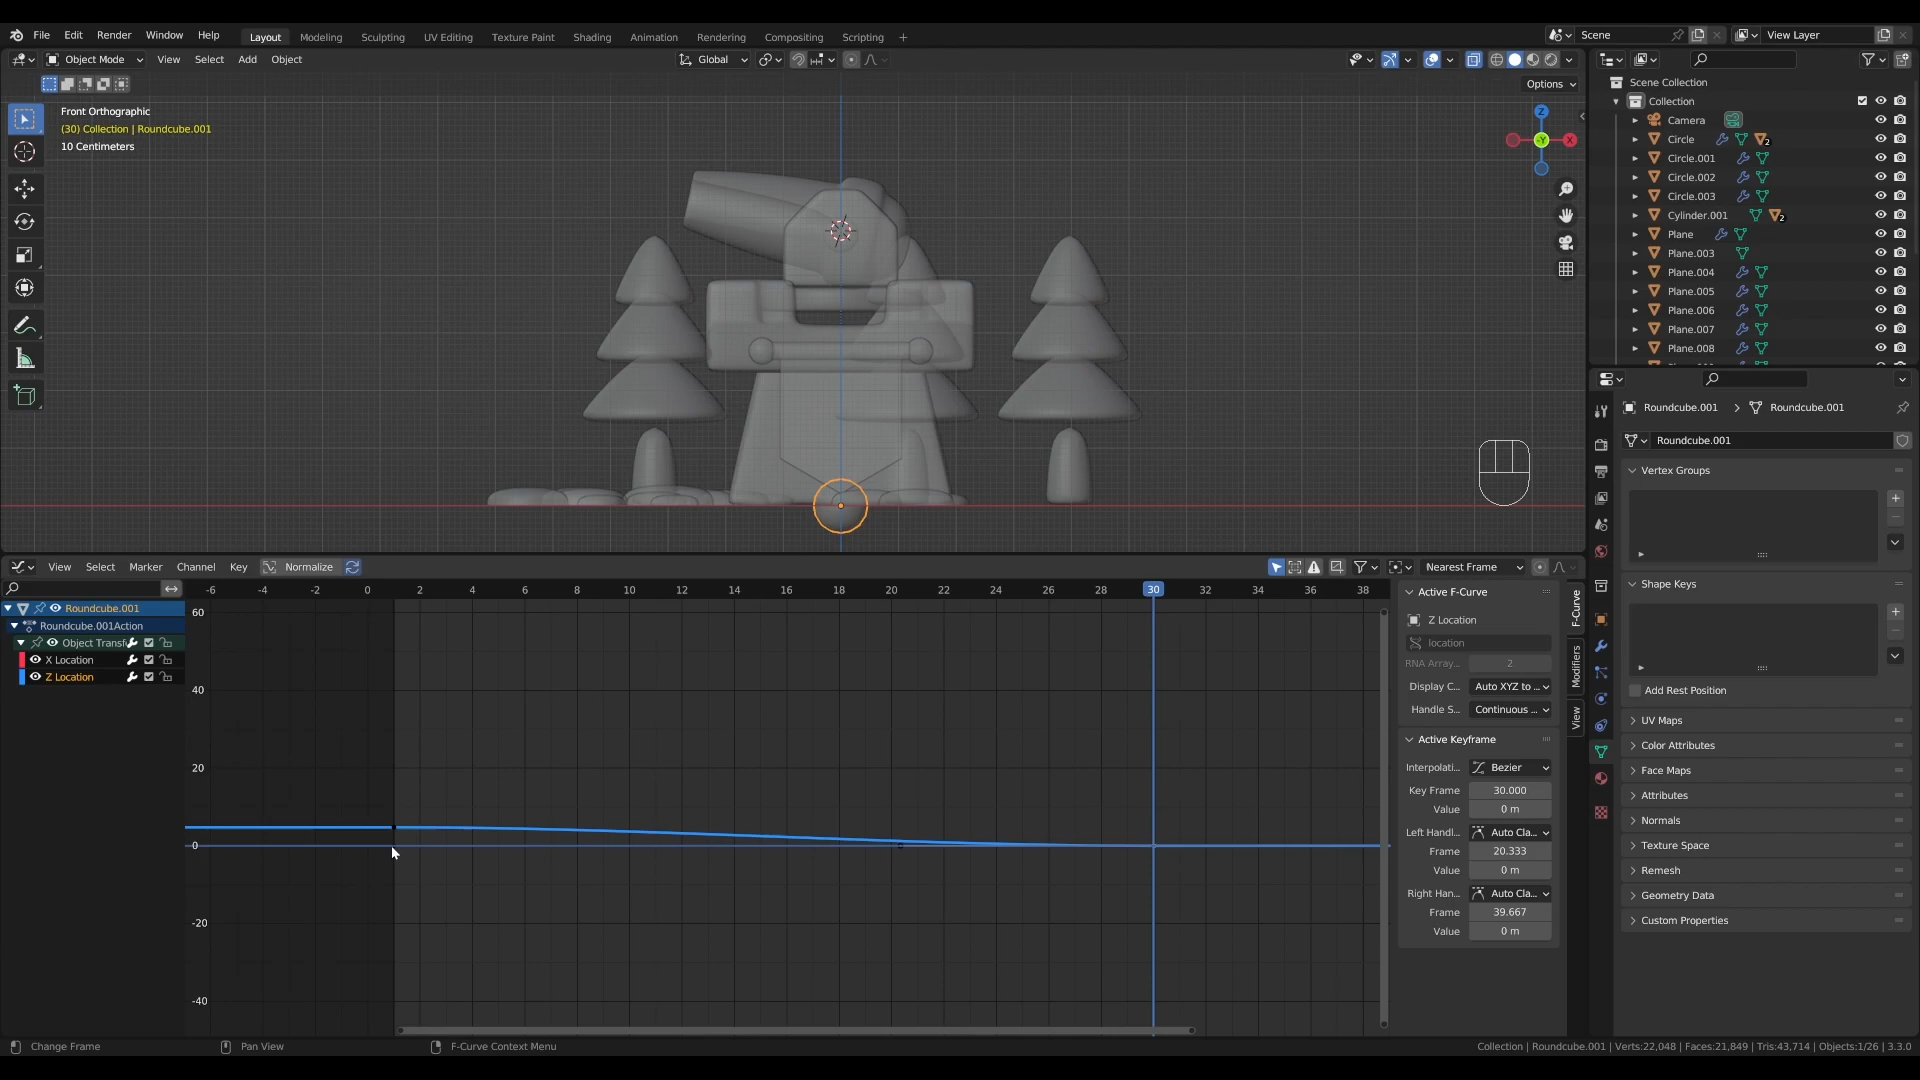 File Edit Render Window Help Layout Modeling Sculpting UV Editing Texture Paint Shading Animation Rendering Compositing Scripting + Scene View Layer
Object Mode View Select Add Object Global
Options
Front Orthographic
(30) Collection | Roundcube.001
10 Centimeters
Z
Y
X
Scene Collection
Collection
Camera
Circle 2
Circle.001
Circle.002
Circle.003
Cylinder.001 2
Plane
Plane.003
Plane.004
Plane.005
Plane.006
Plane.007
Plane.008
Roundcube.001 > Roundcube.001
Roundcube.001
Vertex Groups
Shape Keys
Add Rest Position
UV Maps
Color Attributes
Face Maps
Attributes
Normals
Texture Space
Remesh
Geometry Data
Custom Properties
View Select Marker Channel Key Normalize Nearest Frame
-6 -4 -2 0 2 4 6 8 10 12 14 16 18 20 22 24 26 28 30 32 34 36 38
Roundcube.001
Roundcube.001Action
Object Transf
X Location
Z Location
60
40
20
0
-20
-40
Active F-Curve
Z Location
location
RNA Array... 2
Display C... Auto XYZ to ...
Handle S... Continuous ...
Active Keyframe
Interpolati... Bezier
Key Frame 30.000
Value 0 m
Left Handl... Auto Cla...
Frame 20.333
Value 0 m
Right Han... Auto Cla...
Frame 39.667
Value 0 m
F-Curve
Modifiers
View
Change Frame Pan View F-Curve Context Menu Collection | Roundcube.001 | Verts:22,048 | Faces:21,849 | Tris:43,714 | Objects:1/26 | 3.3.0